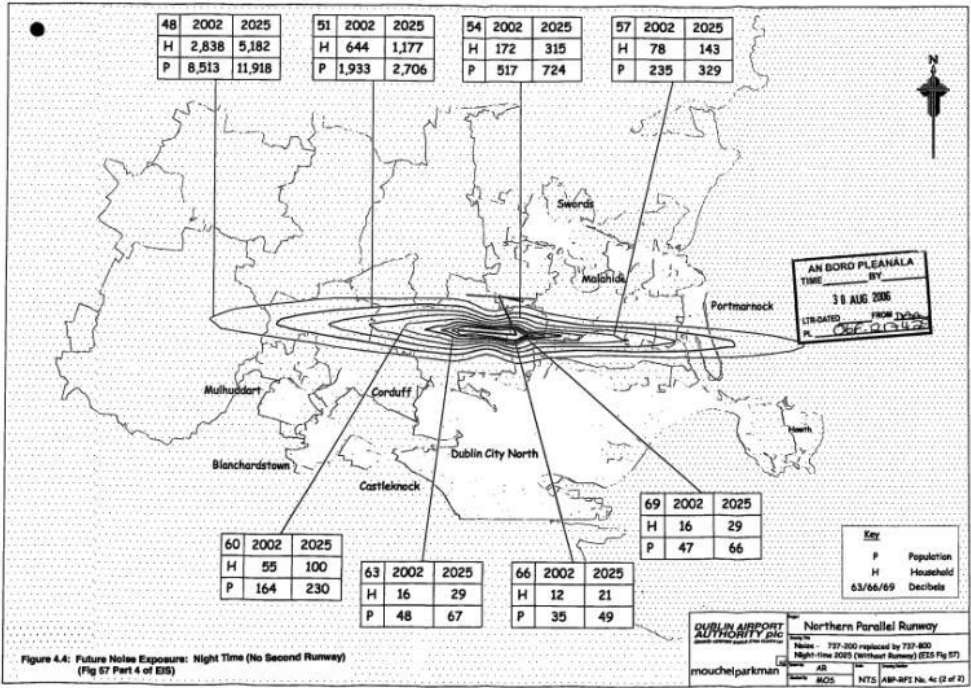 48 2002 2025
H 2,838 5,182
P 8,513 11,918
51 2002 2025
H 644 1,177
P 1,933 2,706
54 2002 2025
H 172 315
P 517 724
57 2002 2025
H 78 143
P 235 329
N
Swords
Malahide
Portmarnock
AN BORD PLEANÁLA
TIME BY
30 AUG 2006
LTR-DATED FROM
PL
Mulhuddart
Corduff
Howth
Blanchardstown
Dublin City North
Castleknock
69 2002 2025
H 16 29
P 47 66
60 2002 2025
H 55 100
P 164 230
63 2002 2025
H 16 29
P 48 67
66 2002 2025
H 12 21
P 35 49
Key
P Population
H Household
63/66/69 Decibels
DUBLIN AIRPORT
AUTHORITY plc
mouchelparkman
Northern Parallel Runway
Noise - 737-200 replaced by 737-800
Night-time 2025 (Without Runway) (EIS Fig 57)
AR
MOS NTS ABP-RFI No. 4c (2 of 2)
Figure 4.4: Future Noise Exposure: Night Time (No Second Runway)
(Fig 57 Part 4 of EIS)